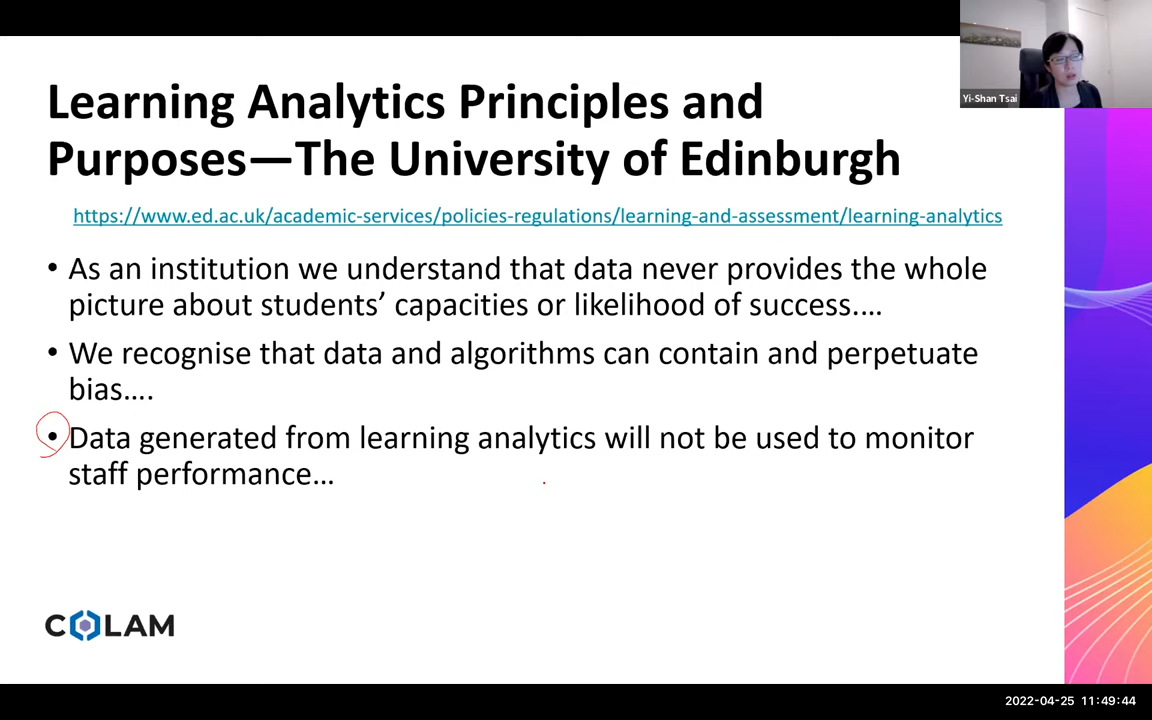 Yi-Shan Tsai
Learning Analytics Principles and
Purposes—The University of Edinburgh
https://www.ed.ac.uk/academic-services/policies-regulations/learning-and-assessment/learning-analytics
• As an institution we understand that data never provides the whole
picture about students’ capacities or likelihood of success.…
• We recognise that data and algorithms can contain and perpetuate
bias….
• Data generated from learning analytics will not be used to monitor
staff performance…
COLAM
2022-04-25 11:49:44